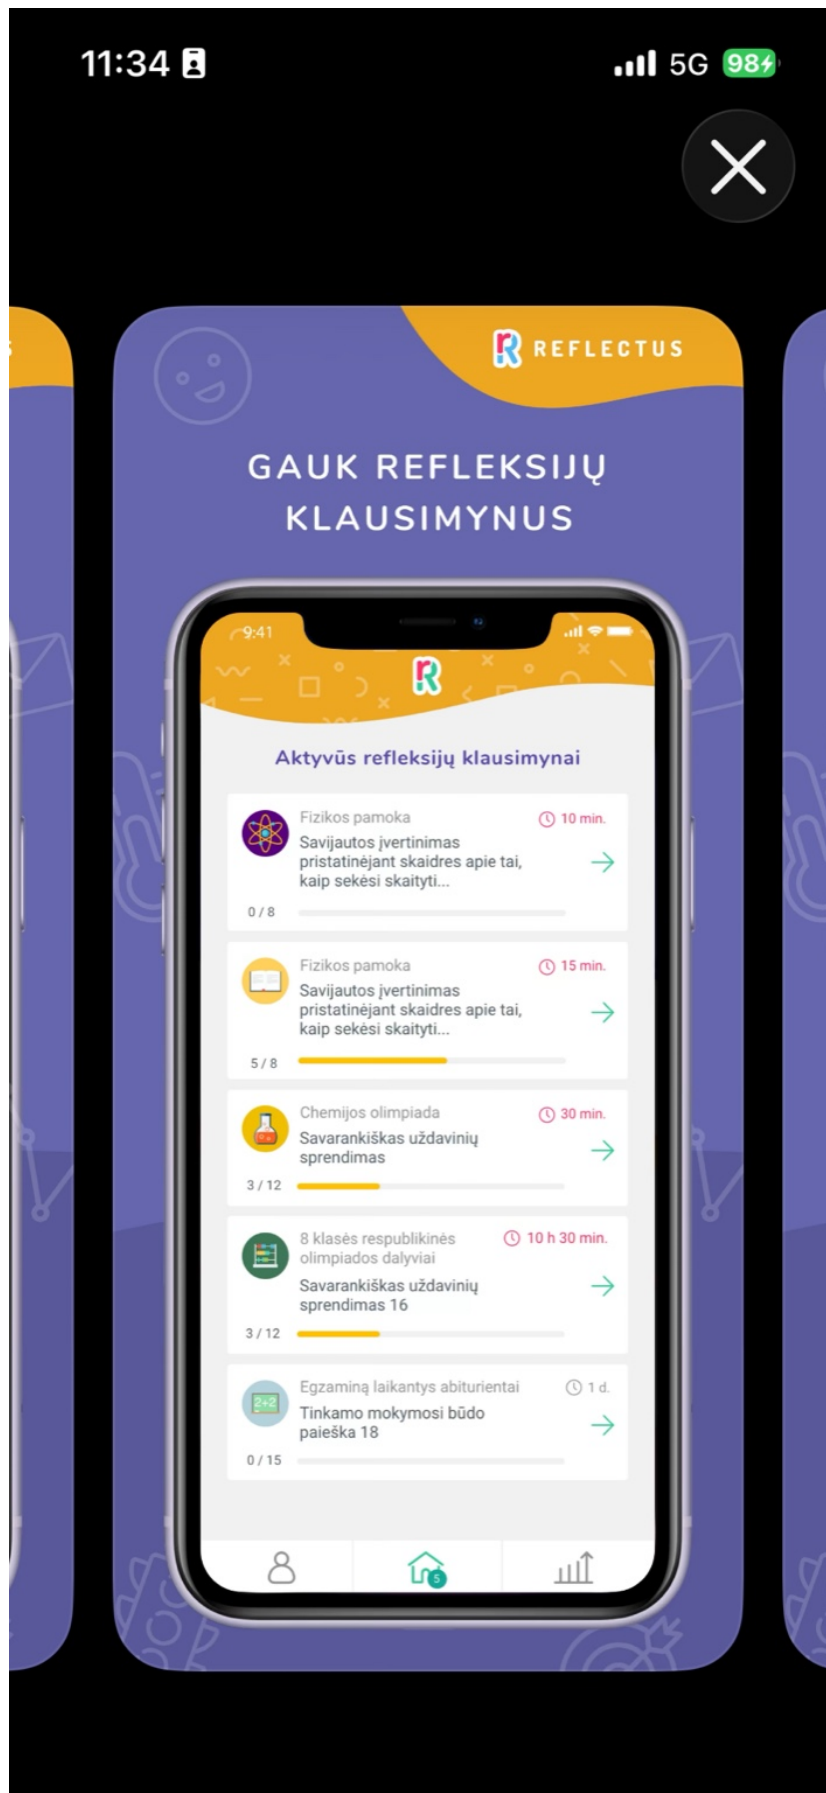 11:34
5G 98
REFLECTUS
GAUK REFLEKSIJŲ
KLAUSIMYNUS
9:41
Aktyvūs refleksijų klausimynai
Fizikos pamoka
10 min.
Savijautos įvertinimas
pristatinėjant skaidres apie tai,
kaip sekėsi skaityti...
0 / 8
Fizikos pamoka
15 min.
Savijautos įvertinimas
pristatinėjant skaidres apie tai,
kaip sekėsi skaityti...
5 / 8
Chemijos olimpiada
30 min.
Savarankiškas uždavinių
sprendimas
3 / 12
8 klasės respublikinės
olimpiados dalyviai
10 h 30 min.
Savarankiškas uždavinių
sprendimas 16
3 / 12
2+2
Egzaminą laikantys abiturientai
1 d.
Tinkamo mokymosi būdo
paieška 18
0 / 15
5